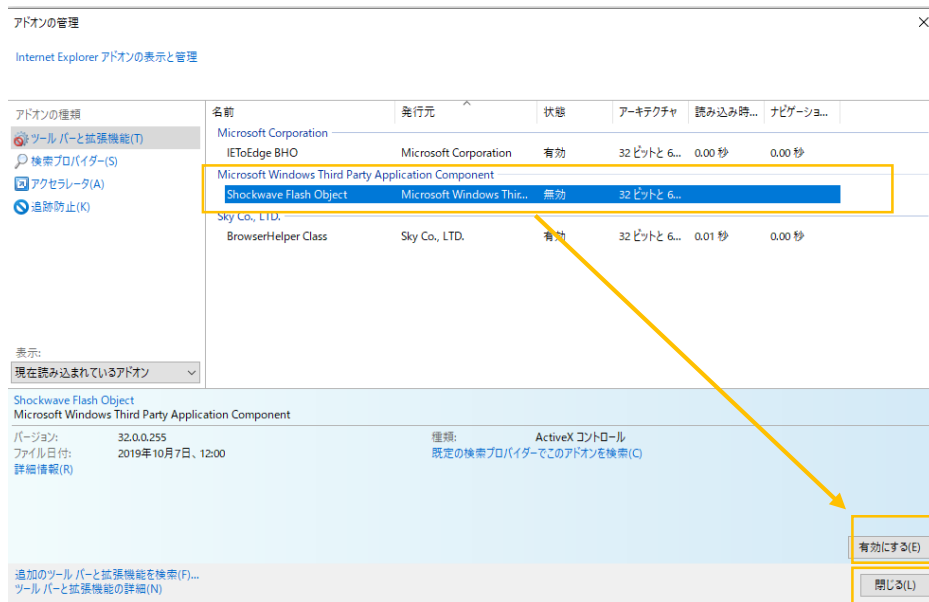 アドオンの管理
Internet Explorer アドオンの表示と管理
アドオンの種類
ツール バーと拡張機能(T)
検索プロバイダー(S)
アクセラレータ(A)
追跡防止(K)
表示:
現在読み込まれているアドオン
名前 発行元 状態 アーキテクチャ 読み込み時... ナビゲーショ...
Microsoft Corporation
IEToEdge BHO Microsoft Corporation 有効 32 ビットと 6... 0.00 秒 0.00 秒
Microsoft Windows Third Party Application Component
Shockwave Flash Object Microsoft Windows Thir... 無効 32 ビットと 6...
Sky Co., LTD.
BrowserHelper Class Sky Co., LTD. 有効 32 ビットと 6... 0.01 秒 0.00 秒
Shockwave Flash Object
Microsoft Windows Third Party Application Component
バージョン: 32.0.0.255 種類: ActiveX コントロール
ファイル日付: 2019年10月7日、12:00 既定の検索プロバイダーでこのアドオンを検索(C)
詳細情報(R)
有効にする(E)
追加のツール バーと拡張機能を検索(F)...
ツール バーと拡張機能の詳細(N)
閉じる(L)